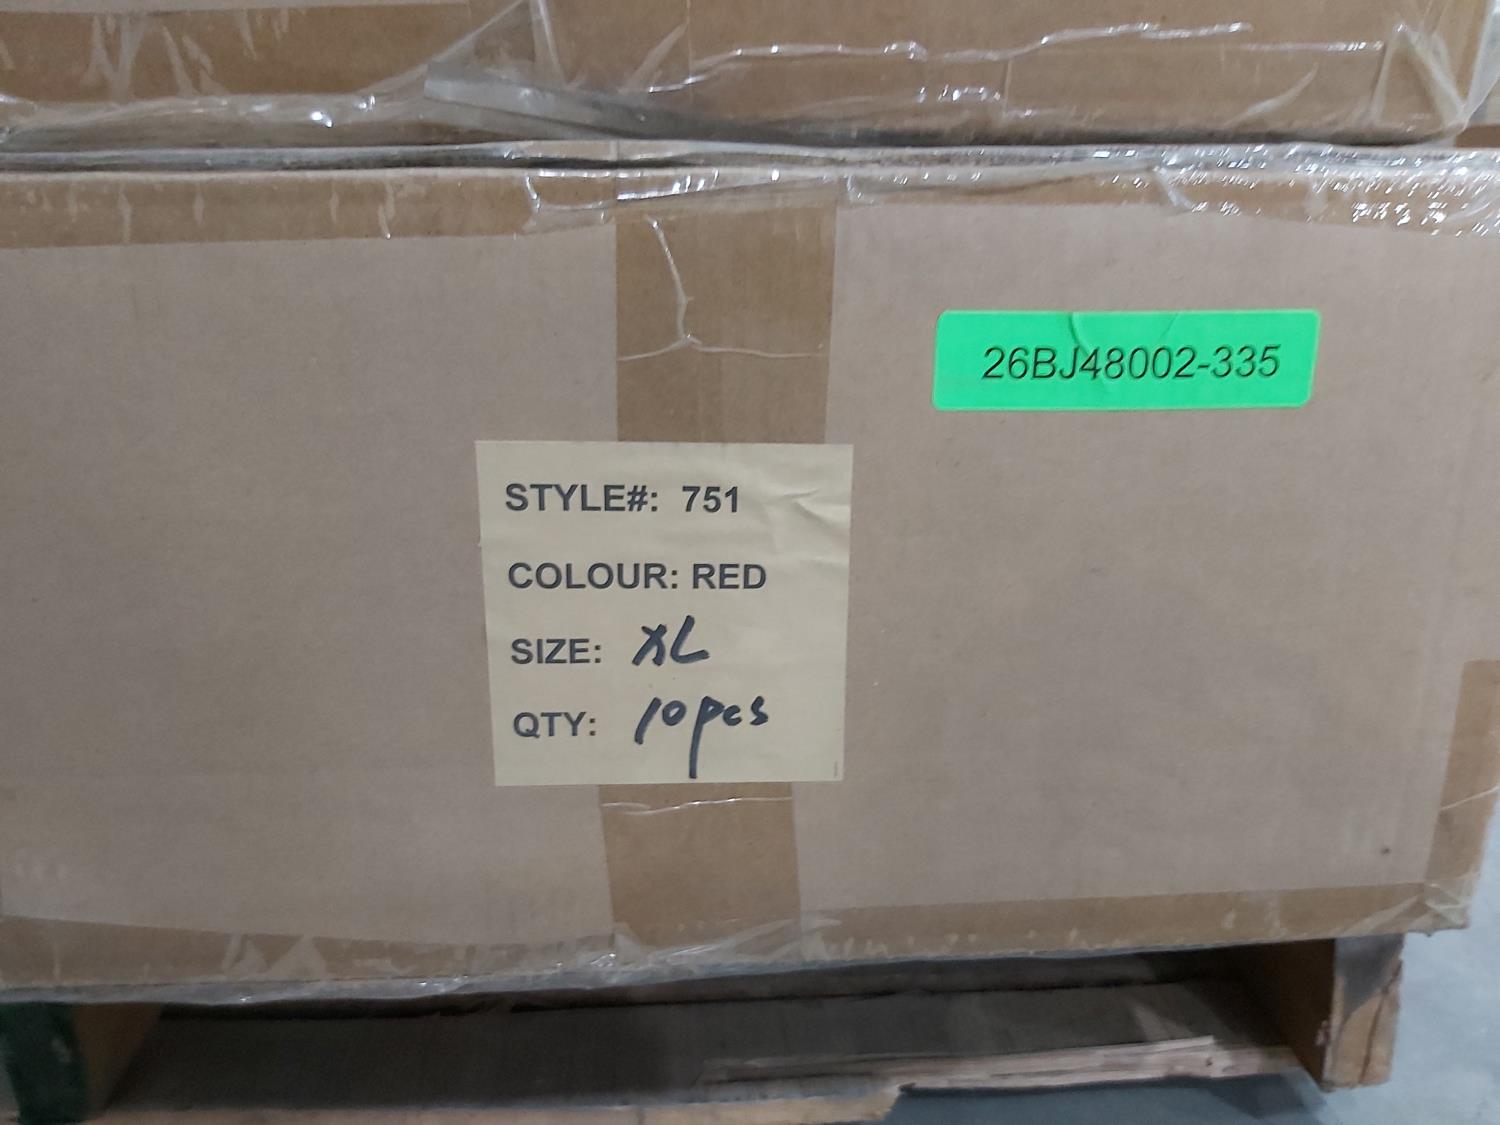 26BJ48002-335
STYLE#: 751
COLOUR: RED
SIZE: XL
QTY: 10pcs